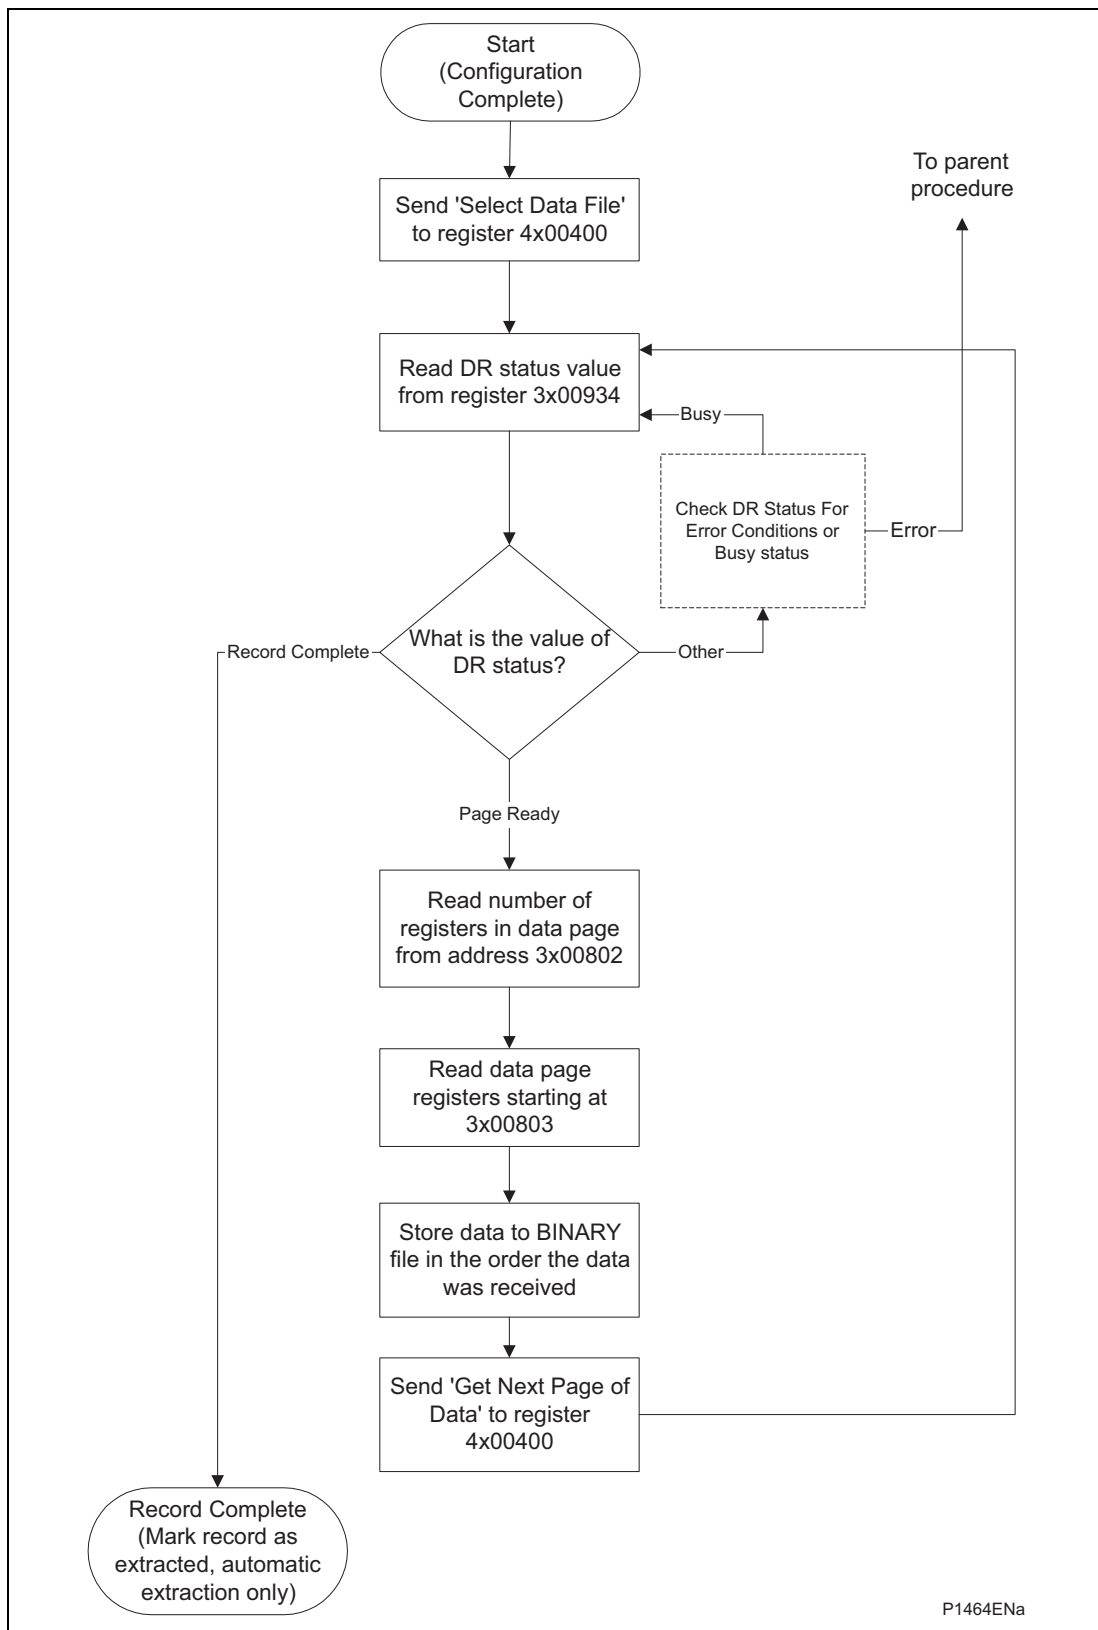 Start
(Configuration
Complete)
To parent
procedure
Send 'Select Data File'
to register 4x00400
Read DR status value
from register 3x00934
Busy
Check DR Status For
Error Conditions or
Busy status
Error
What is the value of
DR status?
Record Complete
Other
Page Ready
Read number of
registers in data page
from address 3x00802
Read data page
registers starting at
3x00803
Store data to BINARY
file in the order the data
was received
Send 'Get Next Page of
Data' to register
4x00400
Record Complete
(Mark record as
extracted, automatic
extraction only)
P1464ENa